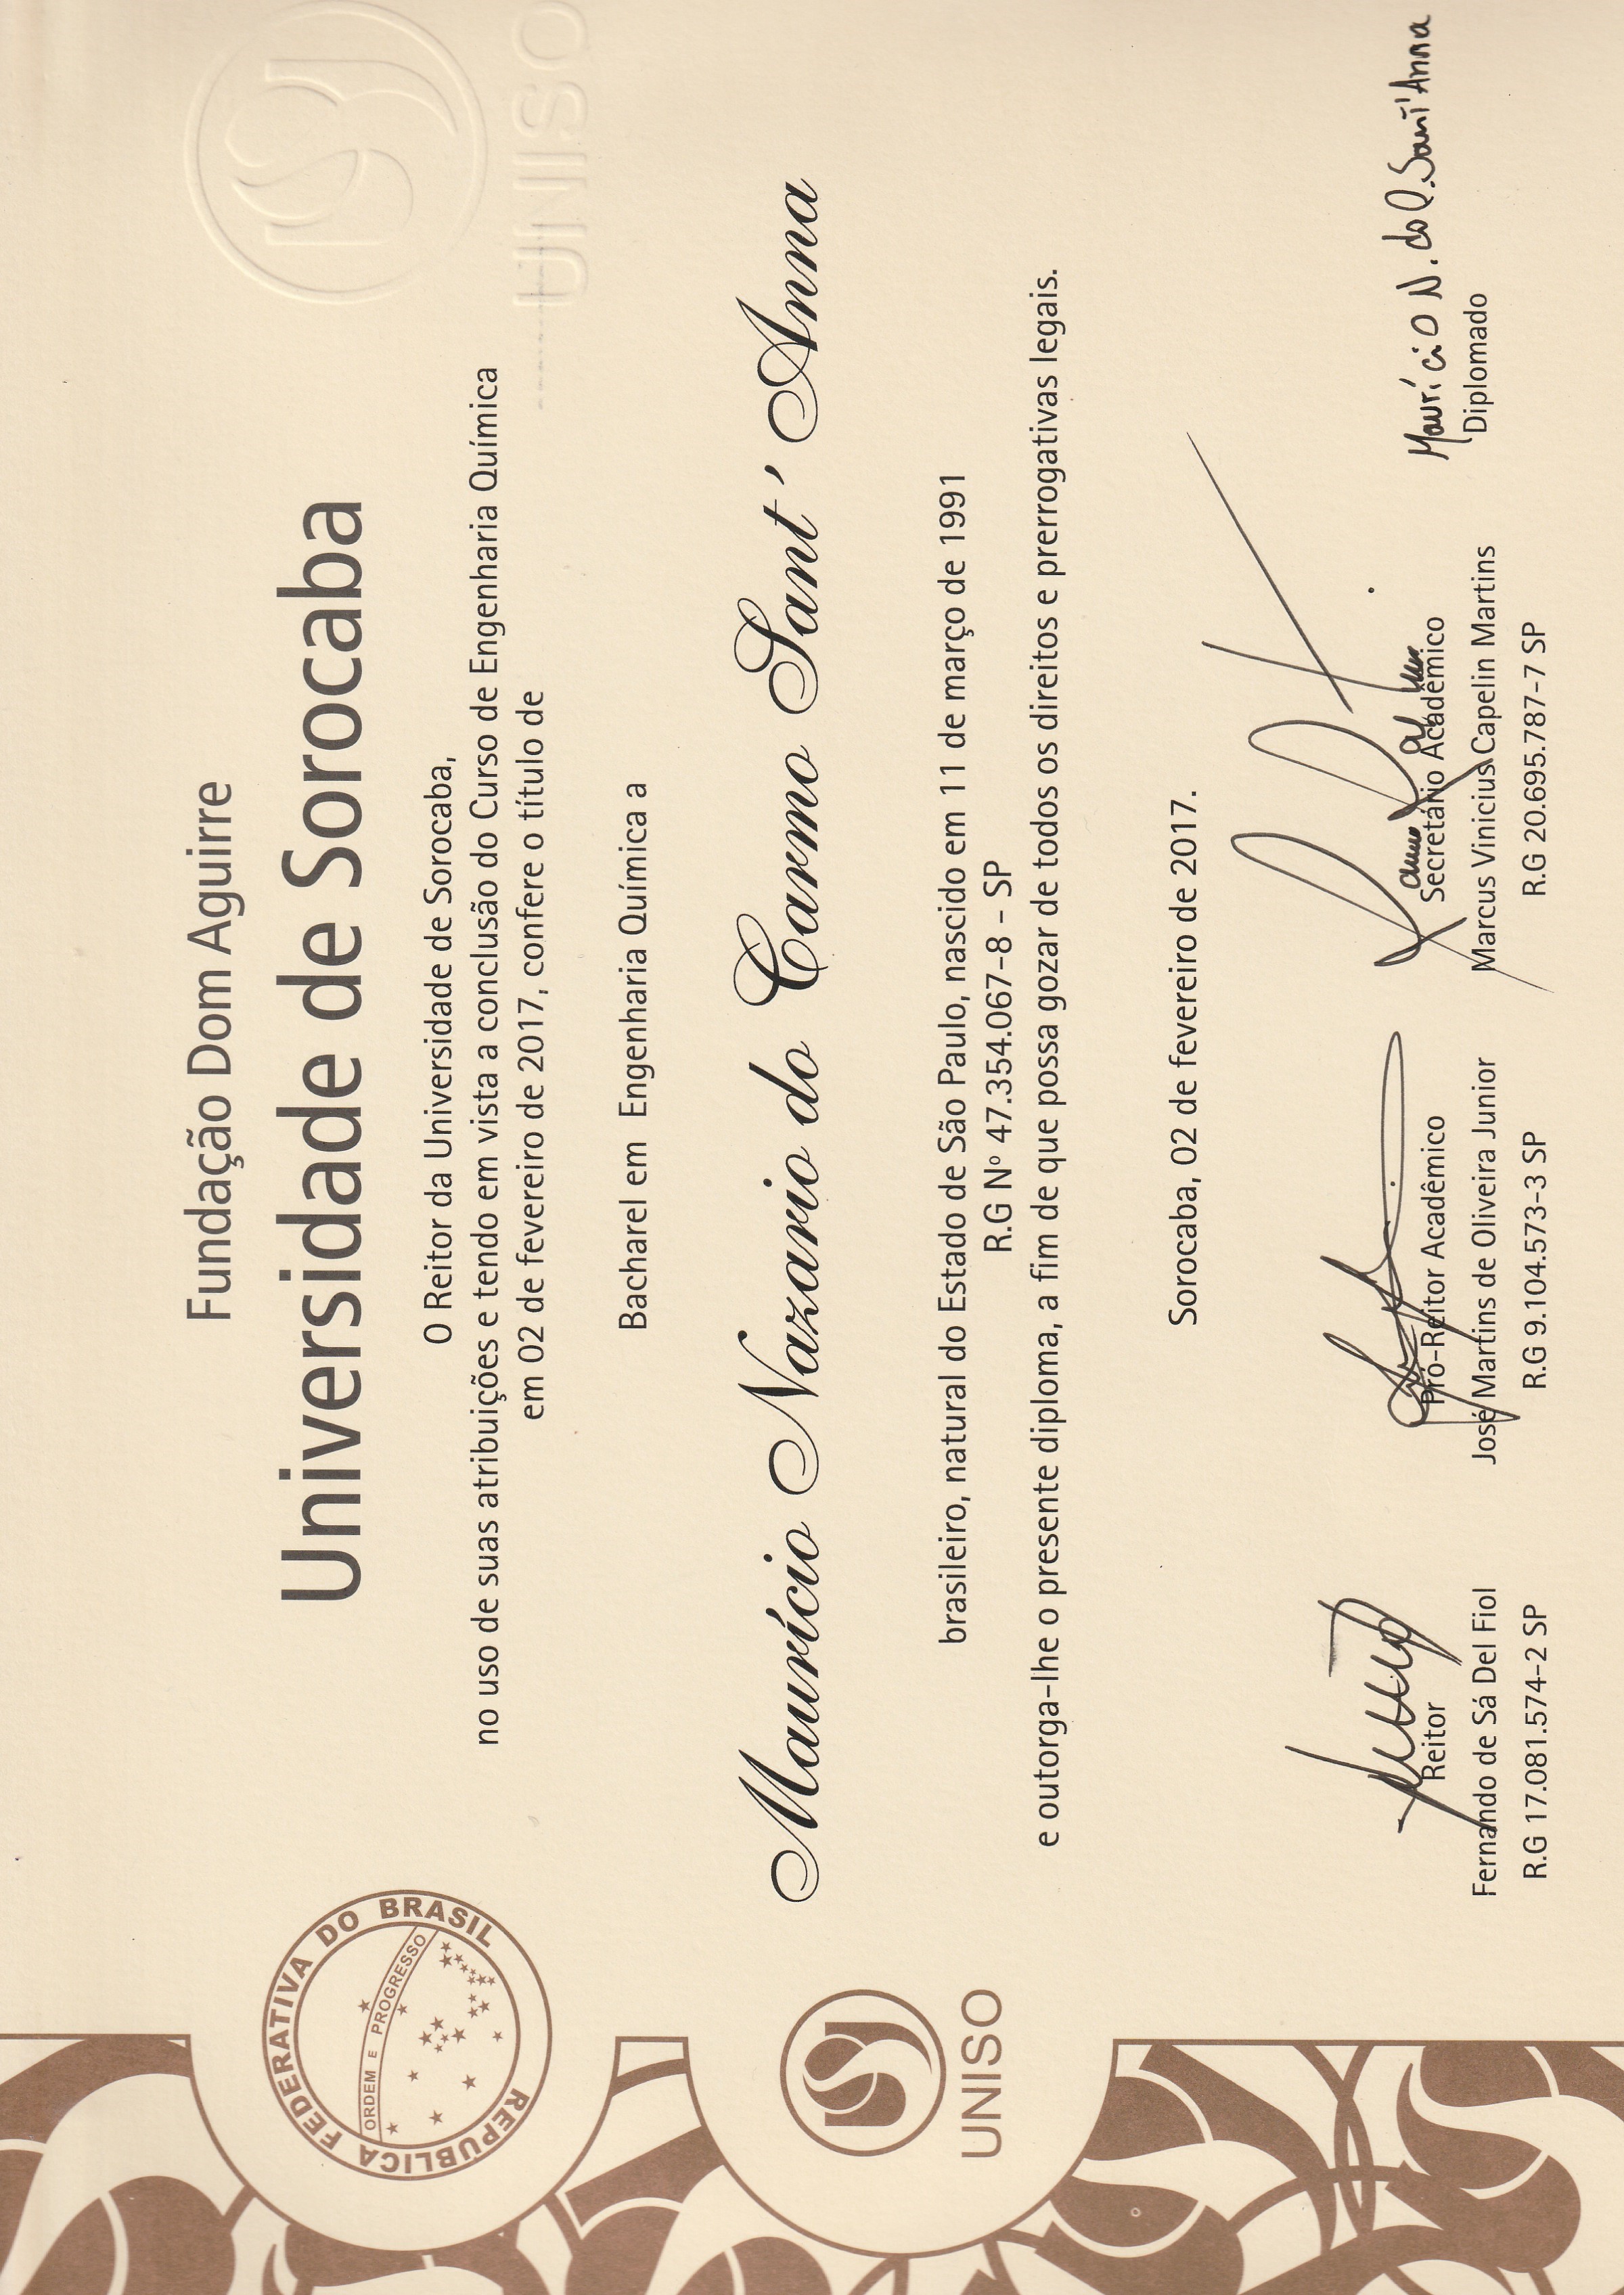 Fundação Dom Aguirre
Universidade de Sorocaba
REPUBLICA FEDERATIVA DO BRASIL
ORDEM E PROGRESSO
UNISO
O Reitor da Universidade de Sorocaba,
no uso de suas atribuições e tendo em vista a conclusão do Curso de Engenharia Química
em 02 de fevereiro de 2017, confere o título de
Bacharel em Engenharia Química a
Maurício Nazario do Carmo Sant' Anna
UNISO
brasileiro, natural do Estado de São Paulo, nascido em 11 de março de 1991
R.G Nº 47.354.067-8 - SP
e outorga-lhe o presente diploma, a fim de que possa gozar de todos os direitos e prerrogativas legais.
Sorocaba, 02 de fevereiro de 2017.
Reitor
Fernando de Sá Del Fiol
R.G 17.081.574-2 SP
Pró-Reitor Acadêmico
José Martins de Oliveira Junior
R.G 9.104.573-3 SP
Secretário Acadêmico
Marcus Vinicius Capelin Martins
R.G 20.695.787-7 SP
Maurício N. do C. Sant'Anna
Diplomado